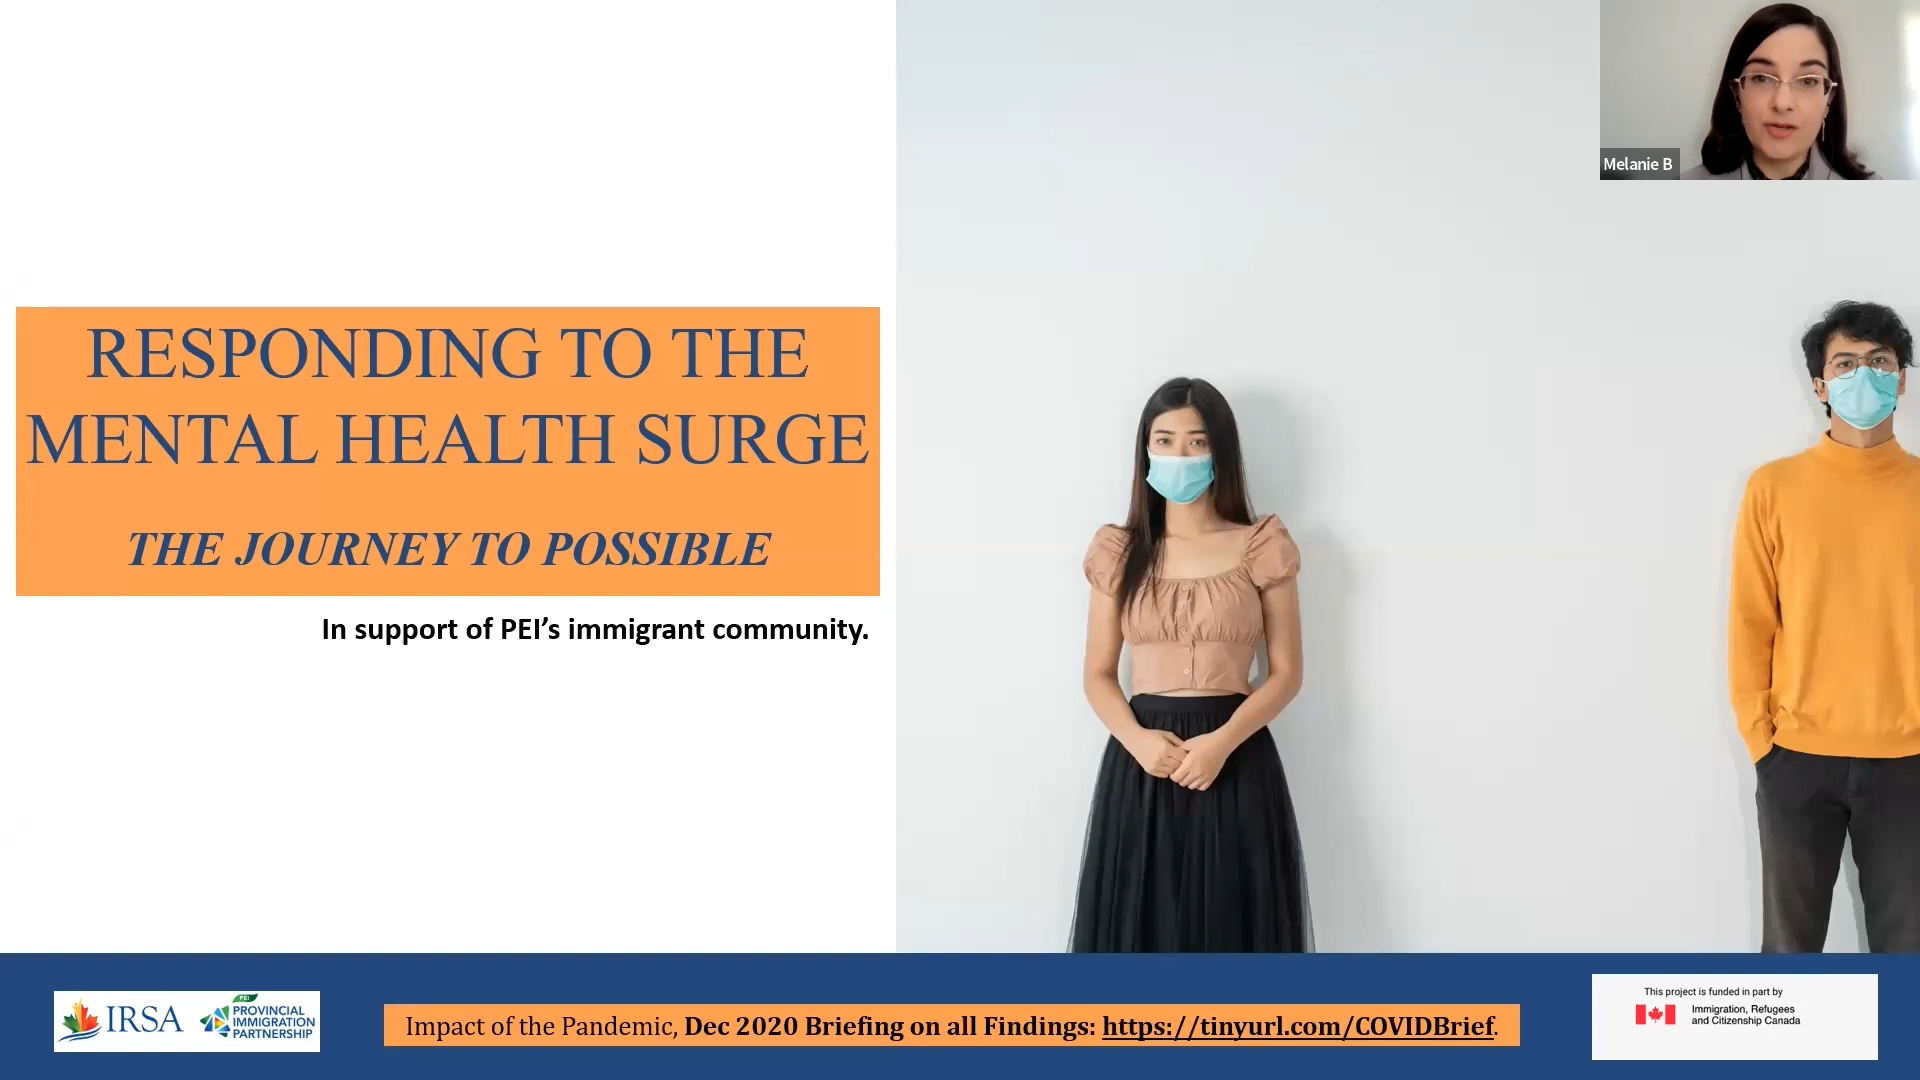 Melanie B
RESPONDING TO THE
MENTAL HEALTH SURGE
THE JOURNEY TO POSSIBLE
In support of PEI’s immigrant community.
IRSA
PEI
PROVINCIAL
IMMIGRATION
PARTNERSHIP
Impact of the Pandemic, Dec 2020 Briefing on all Findings: https://tinyurl.com/COVIDBrief.
This project is funded in part by
Immigration, Refugees
and Citizenship Canada